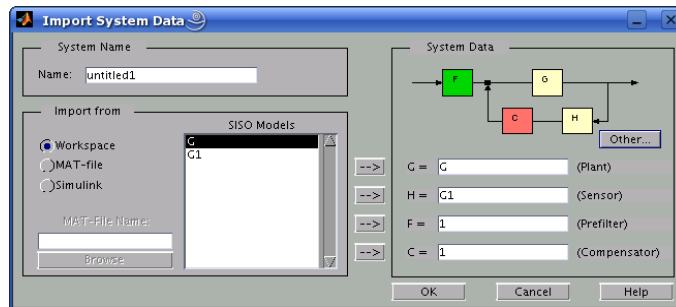 Import System Data
System Name
Name: untitled1
Import from
Workspace
MAT-file
Simulink
MAT-File Name:
Browse
SISO Models
G
G1
System Data
F
G
C
H
Other...
--> G = G (Plant)
--> H = G1 (Sensor)
--> F = 1 (Prefilter)
--> C = 1 (Compensator)
OK Cancel Help